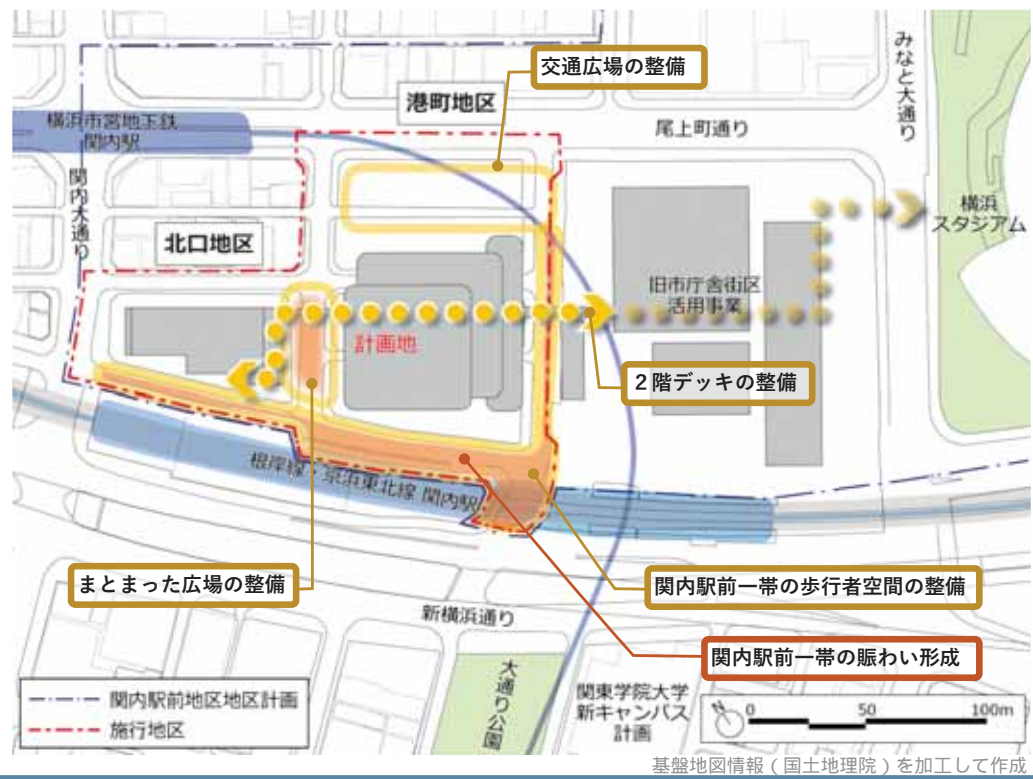 交通広場の整備
みなと大通り
港町地区
横浜市営地下鉄
関内駅
尾上町通り
関内大通り
北口地区
横浜
スタジアム
旧市庁舎街区
活用事業
計画地
2階デッキの整備
根岸線・京浜東北線 関内駅
まとまった広場の整備
関内駅前一帯の歩行者空間の整備
新横浜通り
関内駅前一帯の賑わい形成
大通り公園
関東学院大学
新キャンパス
計画
関内駅前地区地区計画
施行地区
N
0 50 100m
基盤地図情報(国土地理院)を加工して作成